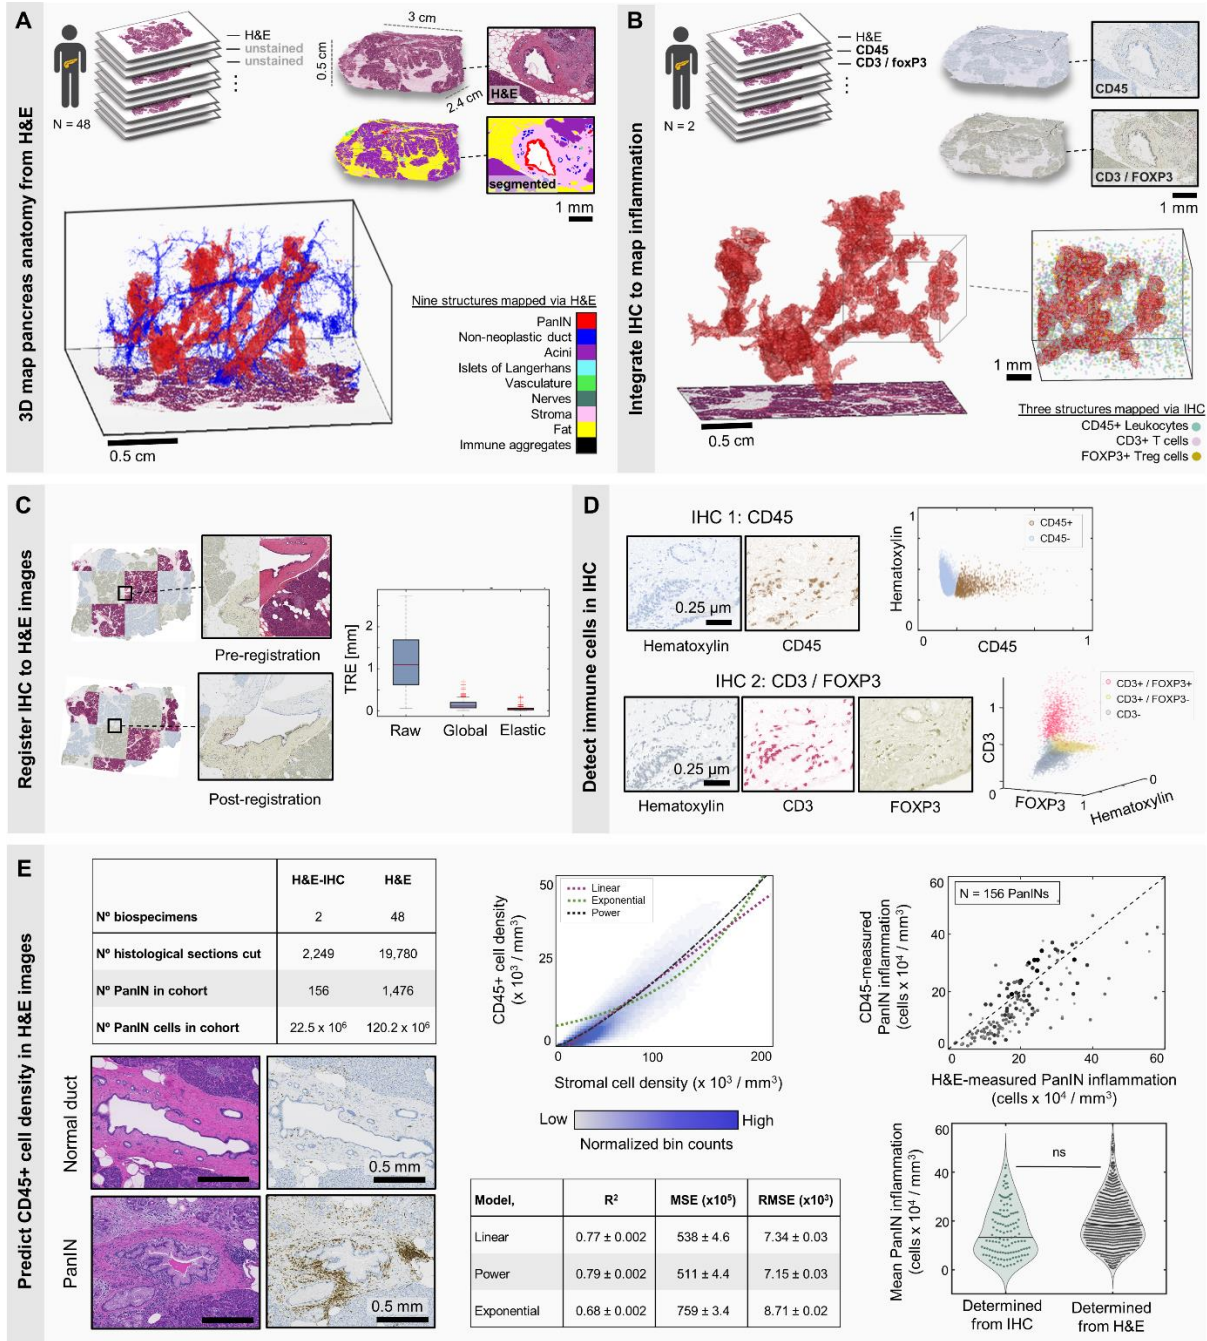 A
3D map pancreas anatomy from H&E
N = 48
H&E
unstained
unstained
3 cm
0.5 cm
2.4 cm
H&E
segmented
1 mm
0.5 cm
Nine structures mapped via H&E
PanIN
Non-neoplastic duct
Acini
Islets of Langerhans
Vasculature
Nerves
Stroma
Fat
Immune aggregates
B
Integrate IHC to map inflammation
N = 2
H&E
CD45
CD3 / foxP3
CD45
CD3 / FOXP3
1 mm
0.5 cm
1 mm
Three structures mapped via IHC
CD45+ Leukocytes
CD3+ T cells
FOXP3+ Treg cells
C
Register IHC to H&E images
Pre-registration
Post-registration
TRE [mm]
2
1
0
Raw
Global
Elastic
D
Detect immune cells in IHC
IHC 1: CD45
0.25 µm
Hematoxylin
CD45
Hematoxylin
1
0
CD45+
CD45-
0
CD45
1
IHC 2: CD3 / FOXP3
0.25 µm
Hematoxylin
CD3
FOXP3
CD3+ / FOXP3+
CD3+ / FOXP3-
CD3-
CD3
1
0
FOXP3
1
0
Hematoxylin
E
Predict CD45+ cell density in H&E images
H&E-IHC H&E
Nº biospecimens 2 48
Nº histological sections cut 2,249 19,780
Nº PanIN in cohort 156 1,476
Nº PanIN cells in cohort 22.5 x 10⁶ 120.2 x 10⁶
Normal duct
0.5 mm
PanIN
0.5 mm
CD45+ cell density
(x 10³ / mm³)
50
25
0
Linear
Exponential
Power
0 100 200
Stromal cell density (x 10³ / mm³)
Low
High
Normalized bin counts
Model, R² MSE (x10⁵) RMSE (x10³)
Linear 0.77 ± 0.002 538 ± 4.6 7.34 ± 0.03
Power 0.79 ± 0.002 511 ± 4.4 7.15 ± 0.03
Exponential 0.68 ± 0.002 759 ± 3.4 8.71 ± 0.02
CD45-measured
PanIN inflammation
(cells x 10⁴ / mm³)
N = 156 PanINs
60
40
20
0
0 20 40 60
H&E-measured PanIN inflammation
(cells x 10⁴ / mm³)
Mean PanIN inflammation
(cells x 10⁴ / mm³)
60
40
20
0
ns
Determined
from IHC
Determined
from H&E